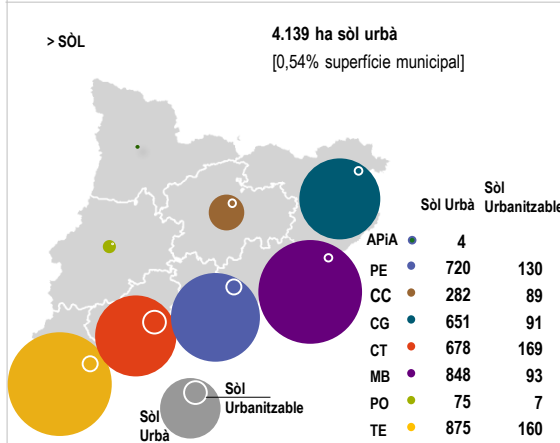 > SÒL
4.139 ha sòl urbà
[0,54% superfície municipal]
Sòl Urbà
Sòl
Urbanitzable
APiA 4
PE 720 130
CC 282 89
CG 651 91
CT 678 169
MB 848 93
PO 75 7
TE 875 160
Sòl
Urbanitzable
Sòl
Urbà